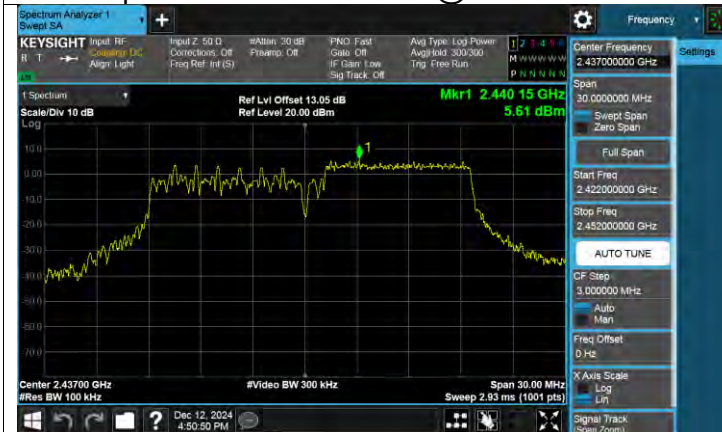 Spectrum Analyzer 1
Swept SA
Frequency
KEYSIGHT
Input: RF
Coupling: DC
Align: Light
R T
Input Z: 50 Ω
Corrections: Off
Freq Ref: Int (S)
#Atten: 30 dB
Preamp: Off
PNO: Fast
Gate: Off
IF Gain: Low
Sig Track: Off
Avg Type: Log-Power
Avg|Hold: 300/300
Trig: Free Run
1 2 3 4 5 6
M W W W W W
P N N N N N
1 Spectrum
Scale/Div 10 dB
Ref Lvl Offset 13.05 dB
Ref Level 20.00 dBm
Mkr1 2.440 15 GHz
5.61 dBm
Log
10.0
0.00
-10.0
-20.0
-30.0
-40.0
-50.0
-60.0
-70.0
1
Center 2.43700 GHz
#Res BW 100 kHz
#Video BW 300 kHz
Span 30.00 MHz
Sweep 2.93 ms (1001 pts)
Dec 12, 2024
4:50:50 PM
?
Center Frequency
2.437000000 GHz
Settings
Span
30.0000000 MHz
Swept Span
Zero Span
Full Span
Start Freq
2.422000000 GHz
Stop Freq
2.452000000 GHz
AUTO TUNE
CF Step
3.000000 MHz
Auto
Man
Freq Offset
0 Hz
X Axis Scale
Log
Lin
Signal Track
(Span Zoom)